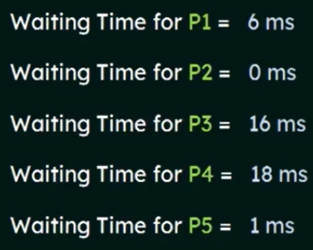 Waiting Time for P1 = 6 ms
Waiting Time for P2 = 0 ms
Waiting Time for P3 = 16 ms
Waiting Time for P4 = 18 ms
Waiting Time for P5 = 1 ms